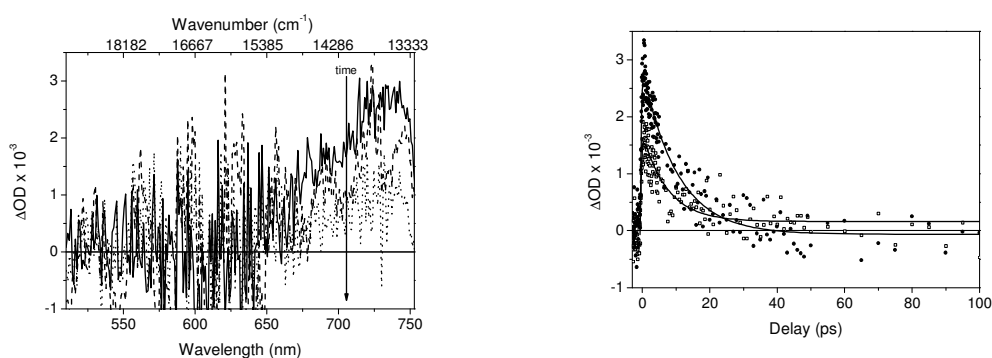 Wavenumber (cm⁻¹)
18182 16667 15385 14286 13333
time
3
2
1
0
-1
ΔOD x 10⁻³
550 600 650 700 750
Wavelength (nm)
3
2
1
0
-1
ΔOD x 10⁻³
0 20 40 60 80 100
Delay (ps)